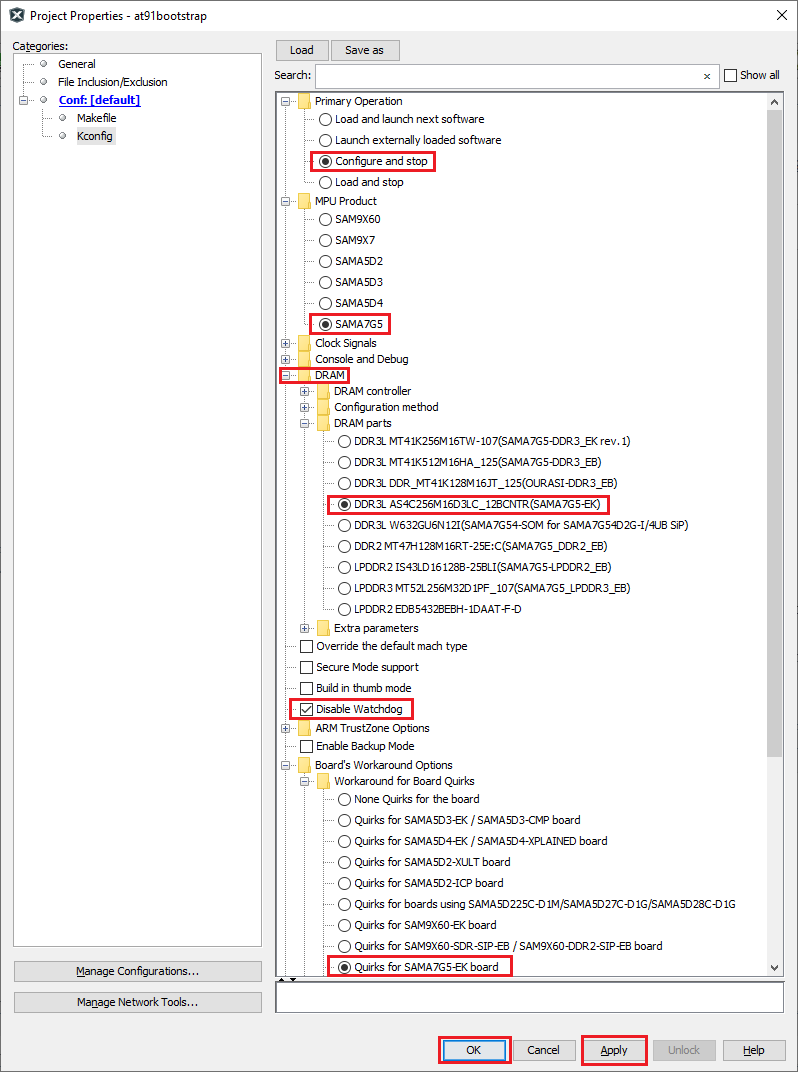 Project Properties - at91bootstrap
Categories:
General
File Inclusion/Exclusion
Conf: [default]
Makefile
Kconfig
Manage Configurations...
Manage Network Tools...
Load
Save as
Search:
Show all
Primary Operation
Load and launch next software
Launch externally loaded software
Configure and stop
Load and stop
MPU Product
SAM9X60
SAM9X7
SAMA5D2
SAMA5D3
SAMA5D4
SAMA7G5
Clock Signals
Console and Debug
DRAM
DRAM controller
Configuration method
DRAM parts
DDR3L MT41K256M16TW-107(SAMA7G5-DDR3_EK rev.1)
DDR3L MT41K512M16HA_125(SAMA7G5-DDR3_EB)
DDR3L DDR_MT41K128M16JT_125(OURASI-DDR3_EB)
DDR3L AS4C256M16D3LC_12BCNTR(SAMA7G5-EK)
DDR3L W632GU6N12I(SAMA7G54-SOM for SAMA7G54D2G-I/4UB SiP)
DDR2 MT47H128M16RT-25E:C(SAMA7G5_DDR2_EB)
LPDDR2 IS43LD16128B-25BLI(SAMA7G5-LPDDR2_EB)
LPDDR3 MT52L256M32D1PF_107(SAMA7G5_LPDDR3_EB)
LPDDR2 EDB5432BEBH-1DAAT-F-D
Extra parameters
Override the default mach type
Secure Mode support
Build in thumb mode
Disable Watchdog
ARM TrustZone Options
Enable Backup Mode
Board's Workaround Options
Workaround for Board Quirks
None Quirks for the board
Quirks for SAMA5D3-EK / SAMA5D3-CMP board
Quirks for SAMA5D4-EK / SAMA5D4-XPLAINED board
Quirks for SAMA5D2-XULT board
Quirks for SAMA5D2-ICP board
Quirks for boards using SAMA5D225C-D1M/SAMA5D27C-D1G/SAMA5D28C-D1G
Quirks for SAM9X60-EK board
Quirks for SAM9X60-SDR-SIP-EB / SAM9X60-DDR2-SIP-EB board
Quirks for SAMA7G5-EK board
OK
Cancel
Apply
Unlock
Help